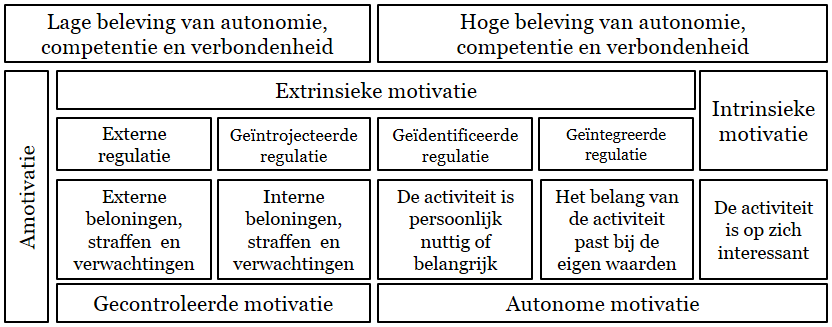 Lage beleving van autonomie,
competentie en verbondenheid
Hoge beleving van autonomie,
competentie en verbondenheid
Amotivatie
Extrinsieke motivatie
Intrinsieke
motivatie
Externe
regulatie
Geïntrojecteerde
regulatie
Geïdentificeerde
regulatie
Geïntegreerde
regulatie
Externe
beloningen,
straffen en
verwachtingen
Interne
beloningen,
straffen en
verwachtingen
De activiteit is
persoonlijk
nuttig of
belangrijk
Het belang van
de activiteit
past bij de
eigen waarden
De activiteit
is op zich
interessant
Gecontroleerde motivatie
Autonome motivatie